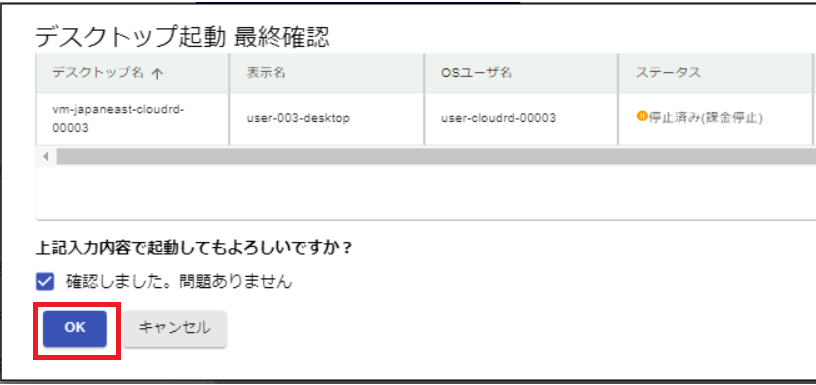 デスクトップ起動 最終確認
デスクトップ名 ↑ 表示名 OSユーザ名 ステータス
vm-japaneast-cloudrd-
00003 user-003-desktop user-cloudrd-00003 停止済み(課金停止)
上記入力内容で起動してもよろしいですか？
確認しました。問題ありません
OK キャンセル